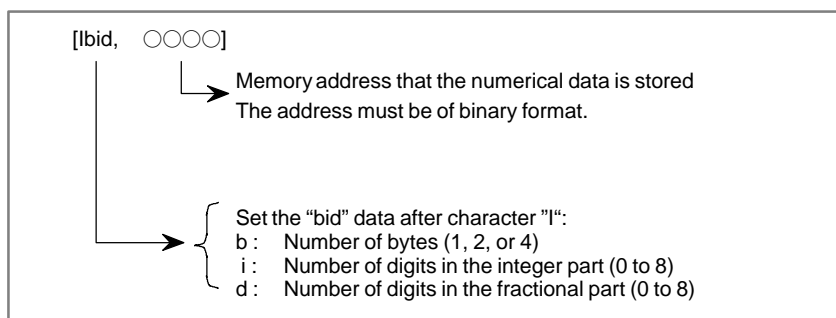 [Ibid, ○○○○]
Memory address that the numerical data is stored
The address must be of binary format.
Set the “bid” data after character ”I“:
b : Number of bytes (1, 2, or 4)
i : Number of digits in the integer part (0 to 8)
d : Number of digits in the fractional part (0 to 8)